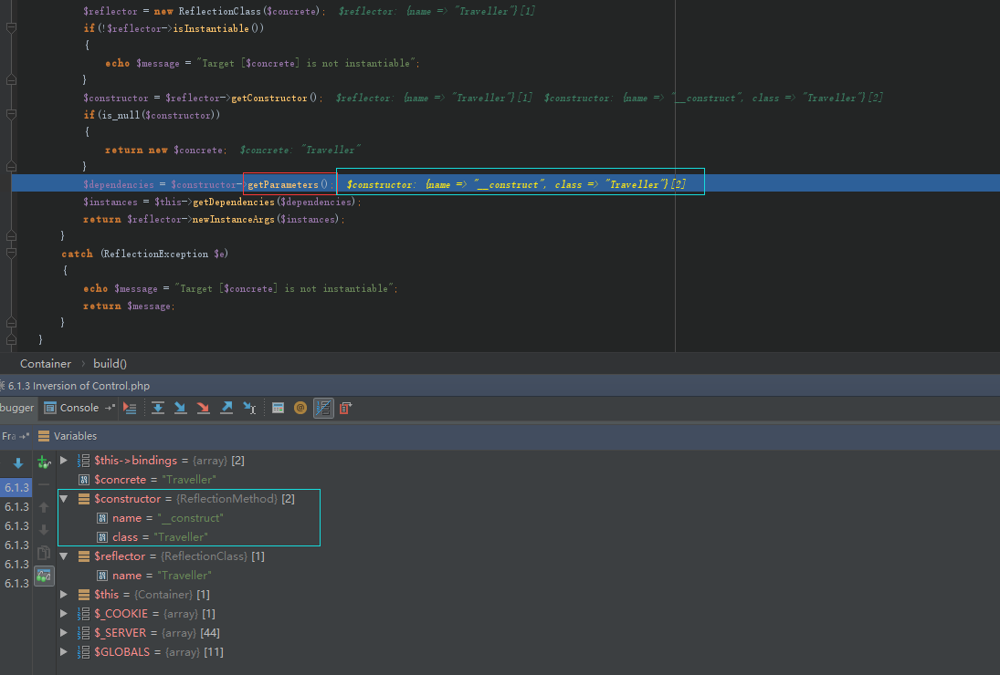 $reflector = new ReflectionClass($concrete); $reflector: {name => "Traveller"}[1]
if(!$reflector->isInstantiable())
{
echo $message = "Target [$concrete] is not instantiable";
}
$constructor = $reflector->getConstructor(); $reflector: {name => "Traveller"}[1] $constructor: {name => "__construct", class => "Traveller"}[2]
if(is_null($constructor))
{
return new $concrete; $concrete: "Traveller"
}
$dependencies = $constructor->getParameters(); $constructor: {name => "__construct", class => "Traveller"}[2]
$instances = $this->getDependencies($dependencies);
return $reflector->newInstanceArgs($instances);
}
catch (ReflectionException $e)
{
echo $message = "Target [$concrete] is not instantiable";
return $message;
}
}
Container › build()
6.1.3 Inversion of Control.php
bugger Console
Fra Variables
$this->bindings = {array} [2]
$concrete = "Traveller"
6.1.3 $constructor = {ReflectionMethod} [2]
6.1.3 name = "__construct"
6.1.3 class = "Traveller"
6.1.3 $reflector = {ReflectionClass} [1]
6.1.3 name = "Traveller"
6.1.3 $this = {Container} [1]
$_COOKIE = {array} [1]
$_SERVER = {array} [44]
$GLOBALS = {array} [11]